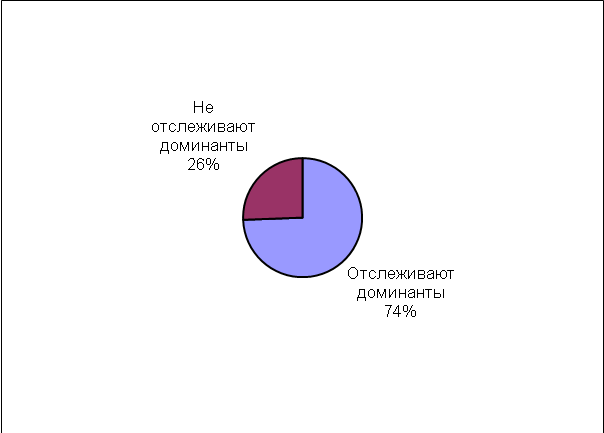 Не
отслеживают
доминанты
26%
Отслеживают
доминанты
74%